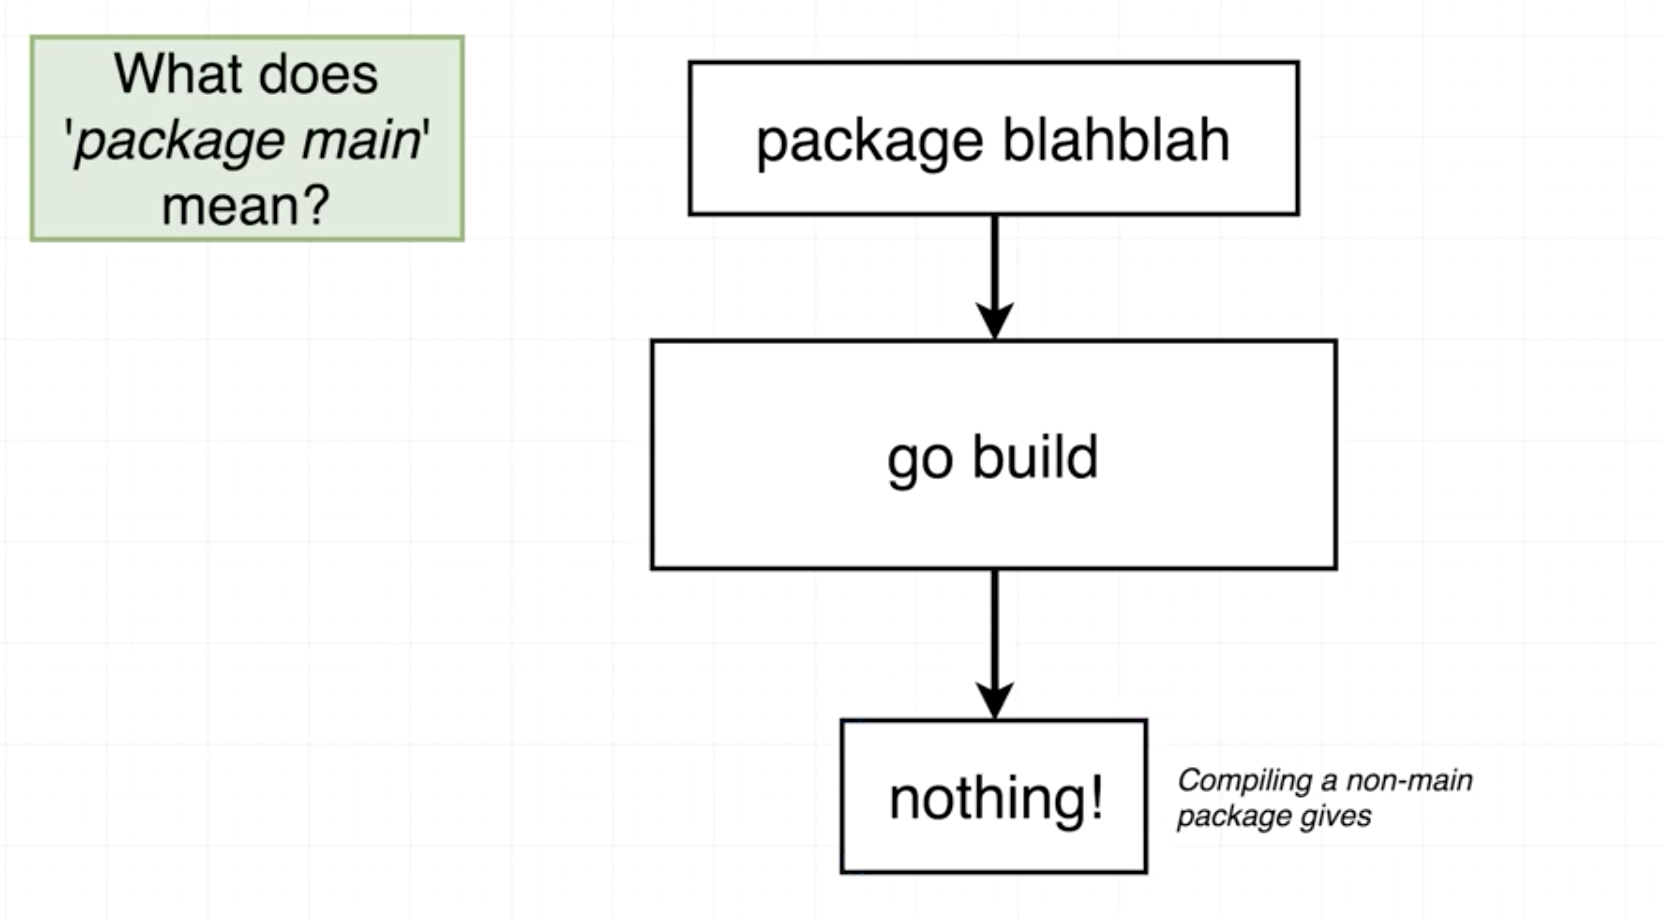 What does
'package main'
mean?
package blahblah
go build
nothing!
Compiling a non-main
package gives